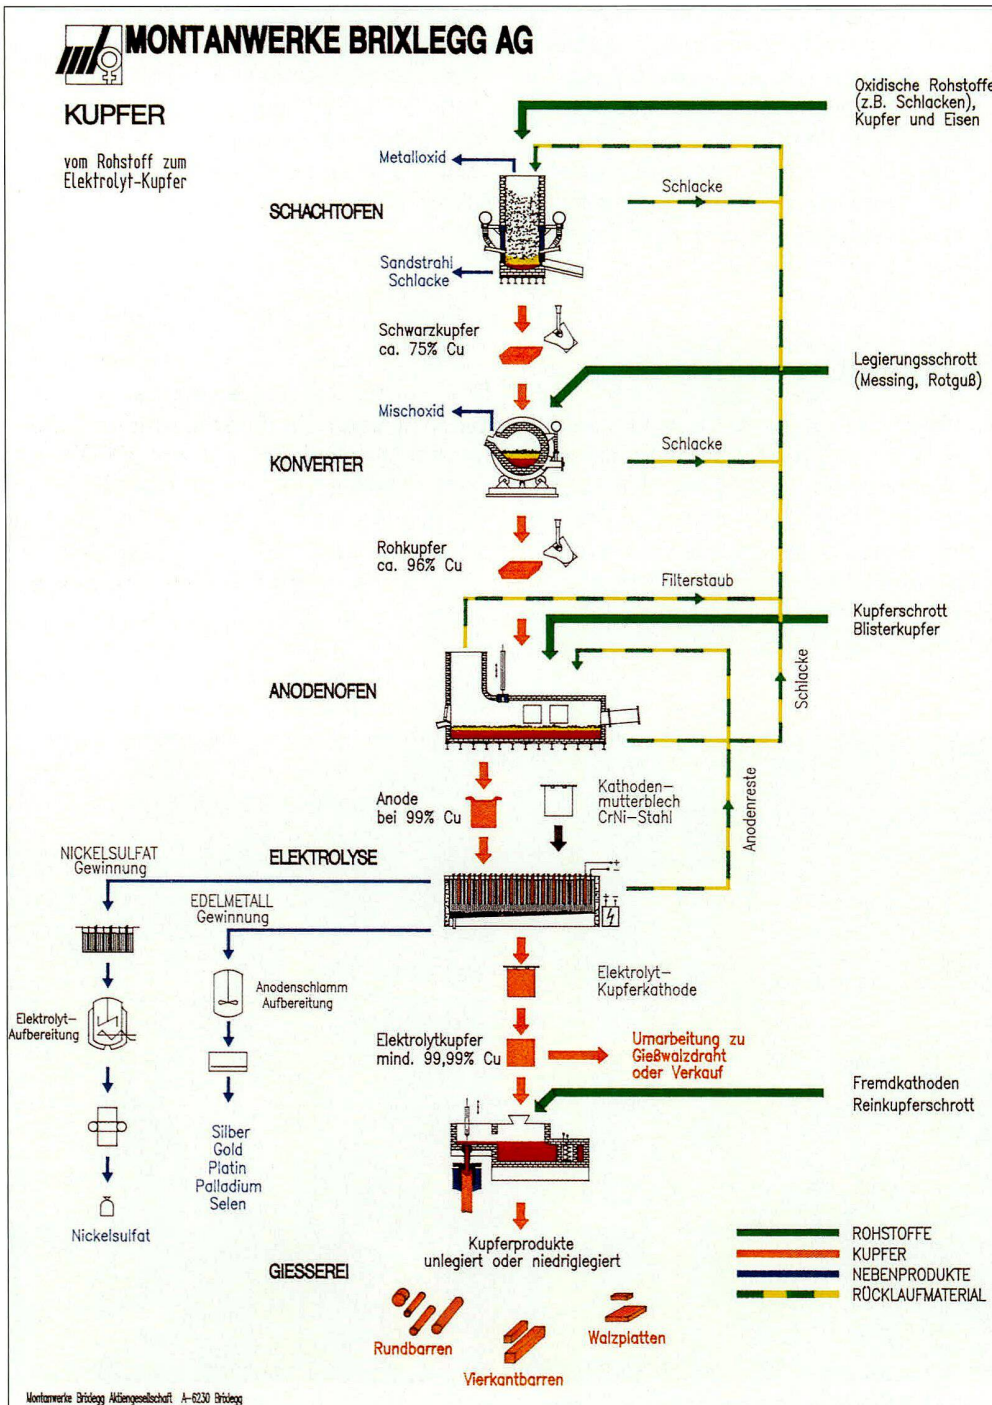 MONTANWERKE BRIXLEGG AG
KUPFER
vom Rohstoff zum
Elektrolyt-Kupfer
Oxidische Rohstoffe
(z.B. Schlacken),
Kupfer und Eisen
Metalloxid
Schlacke
SCHACHTOFEN
Sandstrahl
Schlacke
Schwarzkupfer
ca. 75% Cu
Legierungsschrott
(Messing, Rotguß)
Mischoxid
Schlacke
KONVERTER
Rohkupfer
ca. 96% Cu
Filterstaub
Kupferschrott
Blisterkupfer
Schlacke
ANODENOFEN
Anode
bei 99% Cu
Kathoden-
mutterblech
CrNi-Stahl
Anodenreste
ELEKTROLYSE
NICKELSULFAT
Gewinnung
EDELMETALL
Gewinnung
Anodenschlamm
Aufbereitung
Elektrolyt-
Aufbereitung
Elektrolyt-
Kupferkathode
Elektrolytkupfer
mind. 99,99% Cu
Umarbeitung zu
Gießwalzdraht
oder Verkauf
Fremdkathoden
Reinkupferschrott
Silber
Gold
Platin
Palladium
Selen
Nickelsulfat
Kupferprodukte
unlegiert oder niedriglegiert
GIESSEREI
ROHSTOFFE
KUPFER
NEBENPRODUKTE
RÜCKLAUFMATERIAL
Rundbarren
Vierkantbarren
Walzplatten
Montanwerke Brixlegg Aktiengesellschaft A-6230 Brixlegg